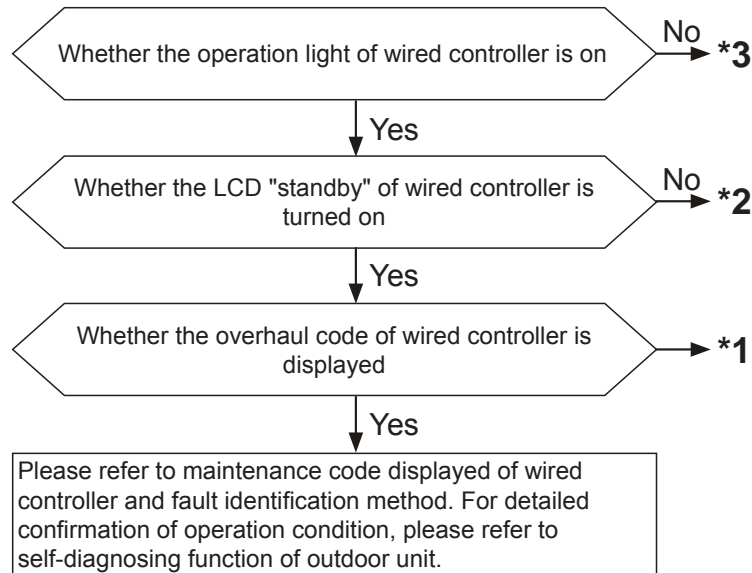 Whether the operation light of wired controller is on
No
*3
Yes
Whether the LCD "standby" of wired controller is
turned on
No
*2
Yes
Whether the overhaul code of wired controller is
displayed
*1
Yes
Please refer to maintenance code displayed of wired
controller and fault identification method. For detailed
confirmation of operation condition, please refer to
self-diagnosing function of outdoor unit.